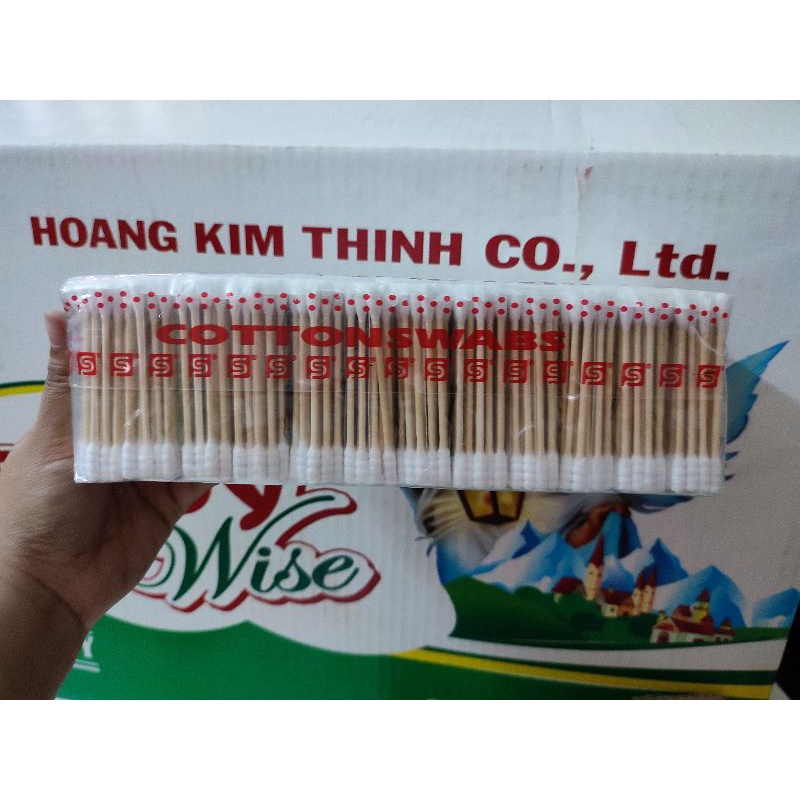 HOANG KIM THINH CO., Ltd.
COTTONSWABS
Wise